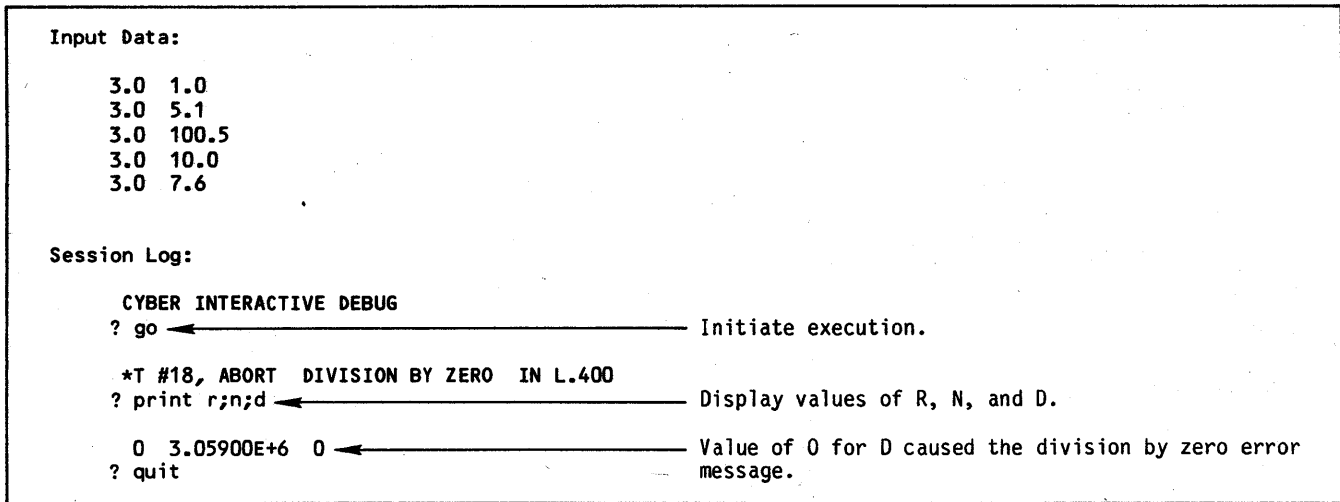 Input Data:
3.0 1.0
3.0 5.1
3.0 100.5
3.0 10.0
3.0 7.6
Session Log:
CYBER INTERACTIVE DEBUG
? go Initiate execution.
*T #18, ABORT DIVISION BY ZERO IN L.400
? print r;n;d Display values of R, N, and D.
0 3.05900E+6 0 Value of 0 for D caused the division by zero error
? quit message.